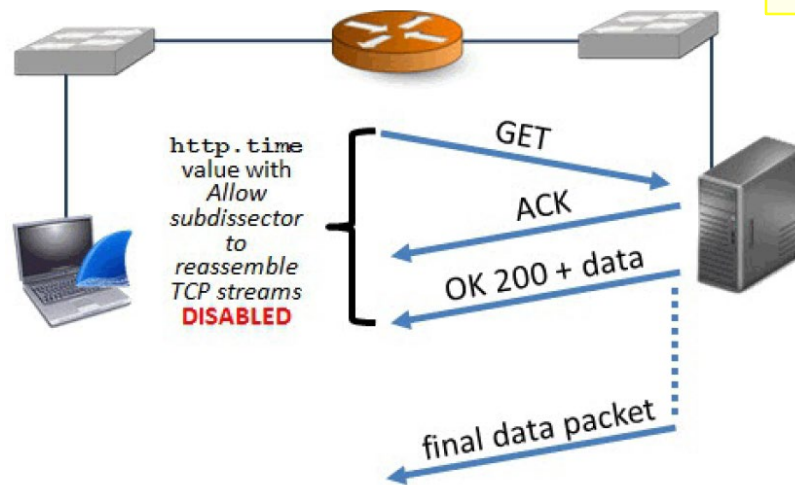 http.time
value with
Allow
subdissector
to
reassemble
TCP streams
DISABLED
GET
ACK
OK 200 + data
final data packet